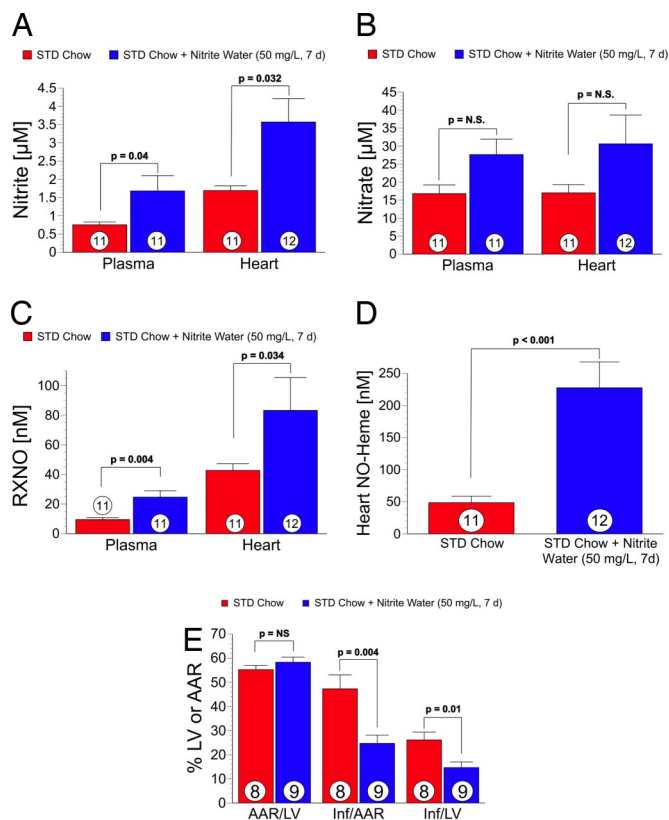 A
STD Chow STD Chow + Nitrite Water (50 mg/L, 7 d)
Nitrite [µM]
4.5
4
3.5
3
2.5
2
1.5
1
0.5
0
p = 0.04
p = 0.032
11
11
11
12
Plasma
Heart
B
STD Chow STD Chow + Nitrite Water (50 mg/L, 7 d)
Nitrate [µM]
45
40
35
30
25
20
15
10
5
0
p = N.S.
p = N.S.
11
11
11
12
Plasma
Heart
C
STD Chow STD Chow + Nitrite Water (50 mg/L, 7 d)
RXNO [nM]
100
80
60
40
20
0
p = 0.004
p = 0.034
11
11
11
12
Plasma
Heart
D
Heart NO-Heme [nM]
250
200
150
100
50
0
p < 0.001
11
12
STD Chow
STD Chow + Nitrite
Water (50 mg/L, 7d)
STD Chow STD Chow + Nitrite Water (50 mg/L, 7 d)
E
% LV or AAR
70
60
50
40
30
20
10
0
p = NS
p = 0.004
p = 0.01
8
9
8
9
8
9
AAR/LV
Inf/AAR
Inf/LV